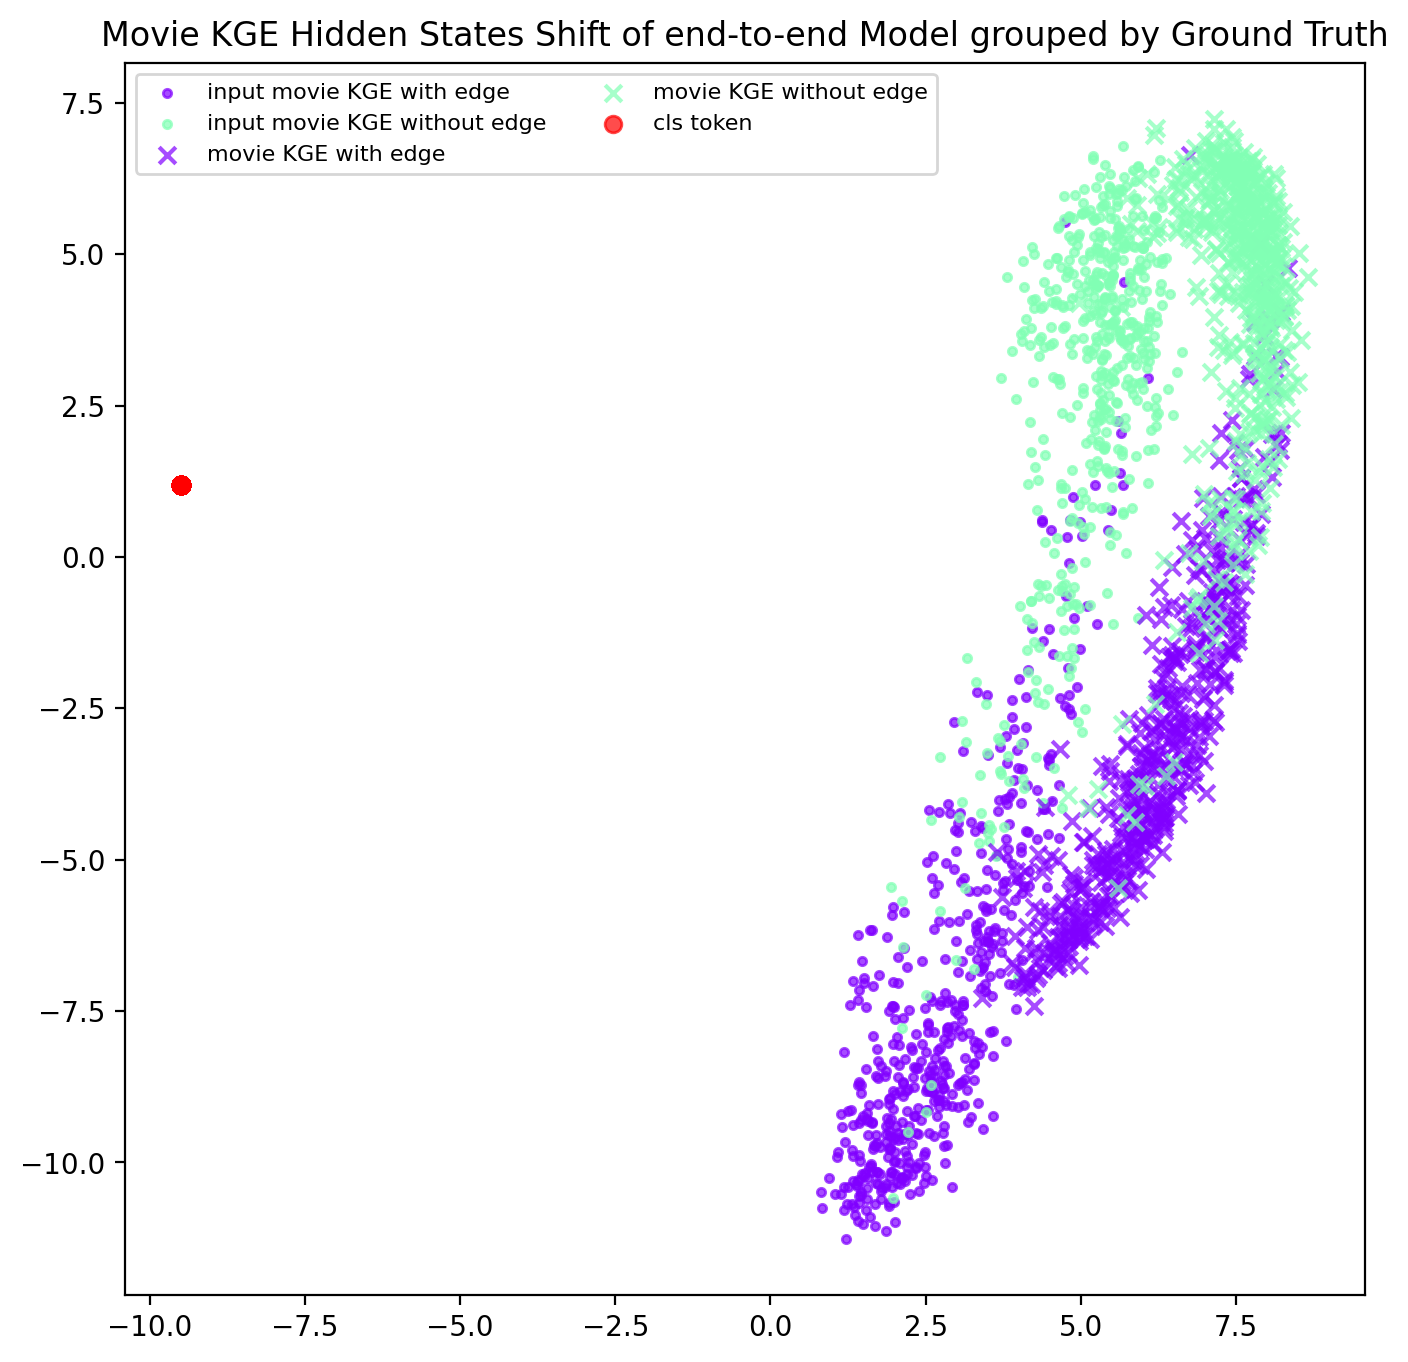 Movie KGE Hidden States Shift of end-to-end Model grouped by Ground Truth
input movie KGE with edge
input movie KGE without edge
movie KGE with edge
movie KGE without edge
cls token
7.5
5.0
2.5
0.0
−2.5
−5.0
−7.5
−10.0
−10.0 −7.5 −5.0 −2.5 0.0 2.5 5.0 7.5